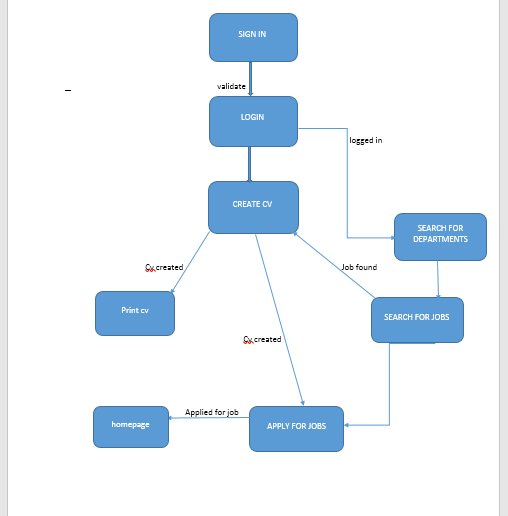 SIGN IN
validate
LOGIN
logged in
CREATE CV
SEARCH FOR
DEPARTMENTS
Cv created
Job found
Print cv
SEARCH FOR JOBS
Cv created
Applied for job
homepage
APPLY FOR JOBS